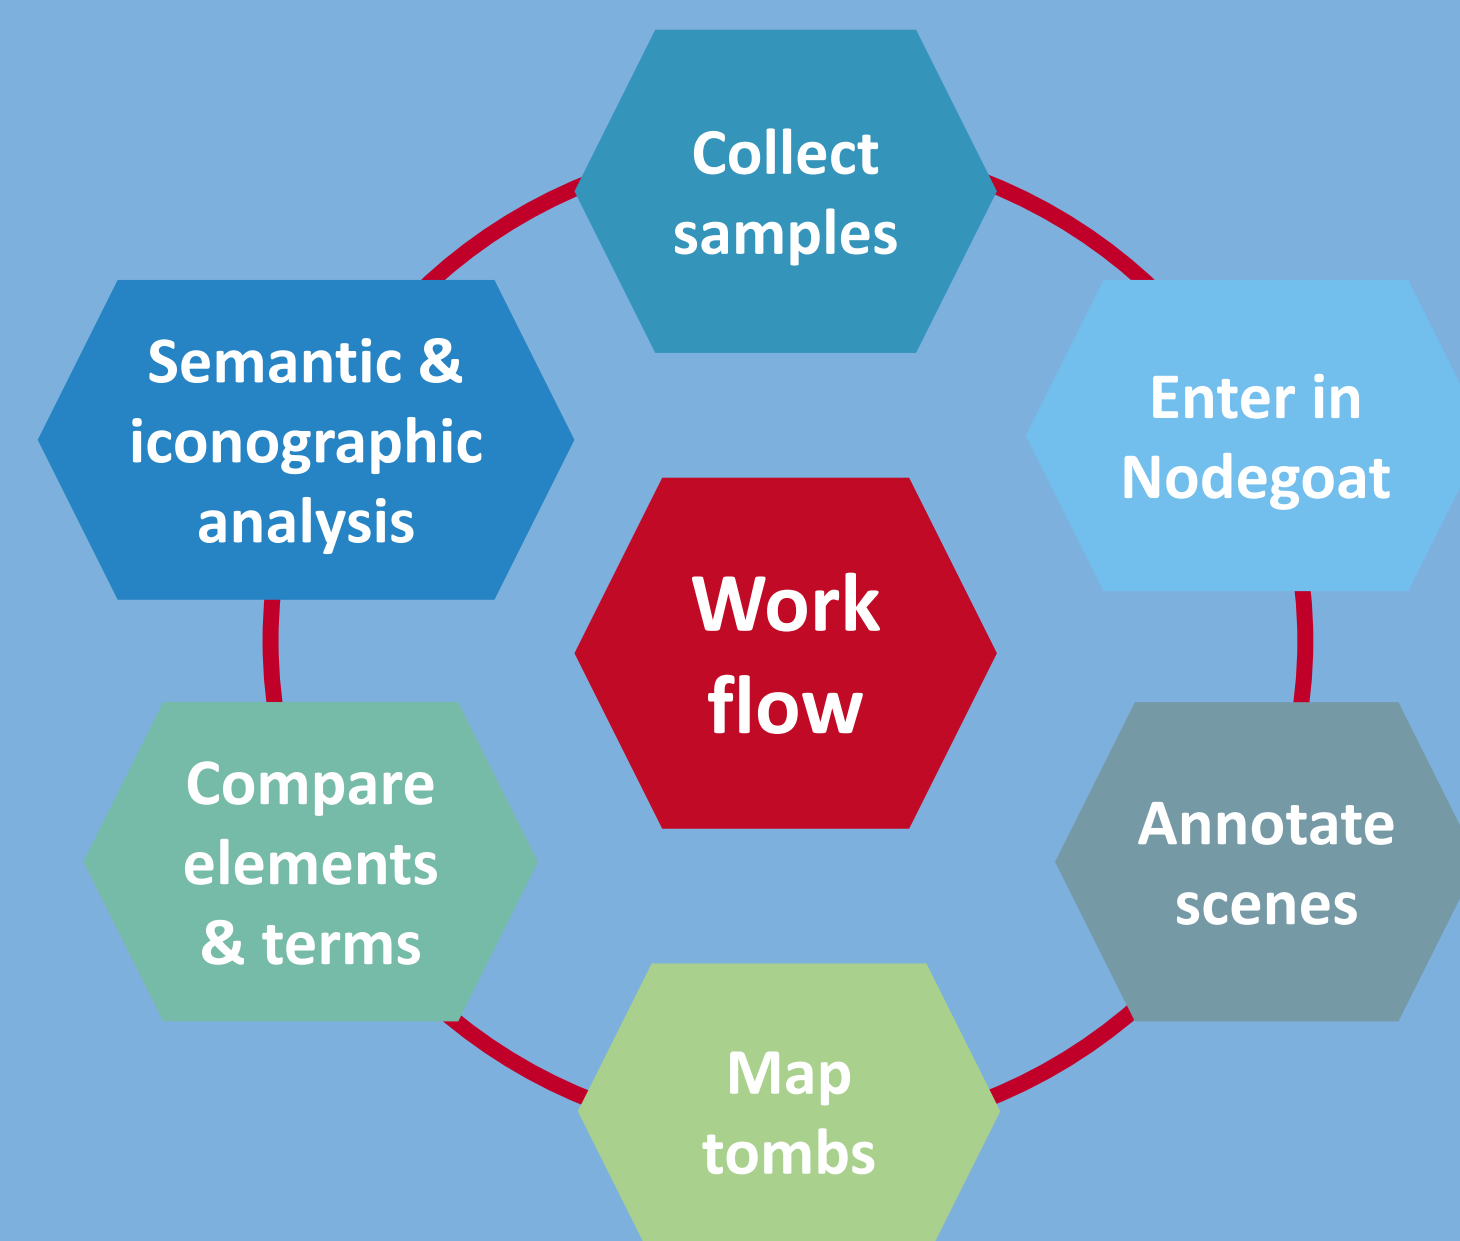 Collect
samples
Enter in
Nodegoat
Annotate
scenes
Map
tombs
Compare
elements
& terms
Semantic &
iconographic
analysis
Work
flow